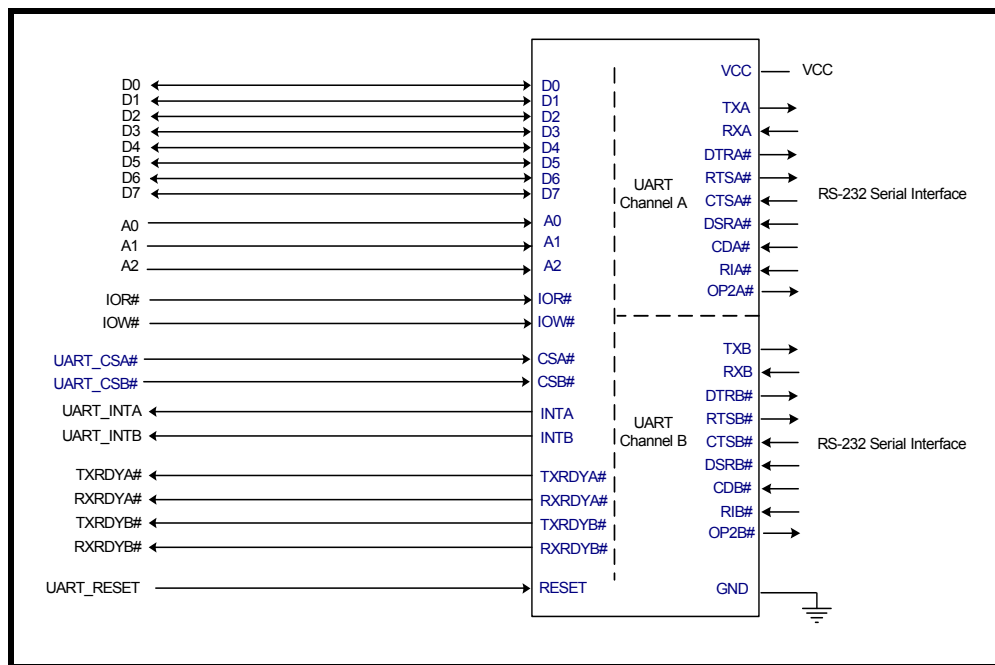 D0
D1
D2
D3
D4
D5
D6
D7
A0
A1
A2
IOR#
IOW#
UART_CSA#
UART_CSB#
UART_INTA
UART_INTB
TXRDYA#
RXRDYA#
TXRDYB#
RXRDYB#
UART_RESET
D0
D1
D2
D3
D4
D5
D6
D7
A0
A1
A2
IOR#
IOW#
CSA#
CSB#
INTA
INTB
TXRDYA#
RXRDYA#
TXRDYB#
RXRDYB#
RESET
UART
Channel A
UART
Channel B
VCC
TXA
RXA
DTRA#
RTSA#
CTSA#
DSRA#
CDA#
RIA#
OP2A#
TXB
RXB
DTRB#
RTSB#
CTSB#
DSRB#
CDB#
RIB#
OP2B#
GND
VCC
RS-232 Serial Interface
RS-232 Serial Interface